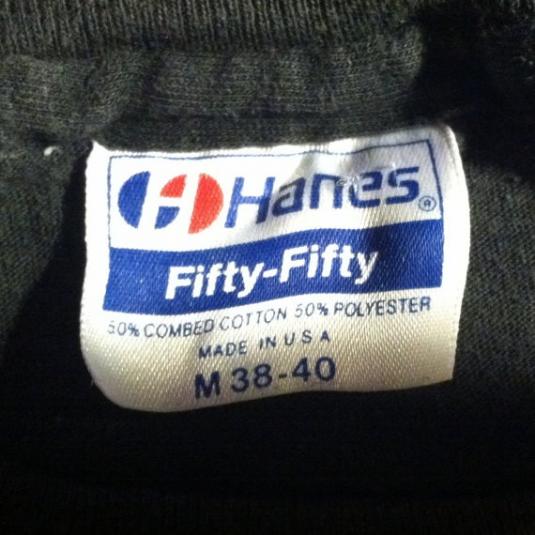 Hanes®
Fifty-Fifty
50% COMBED COTTON 50% POLYESTER
MADE IN U S A
M 38-40